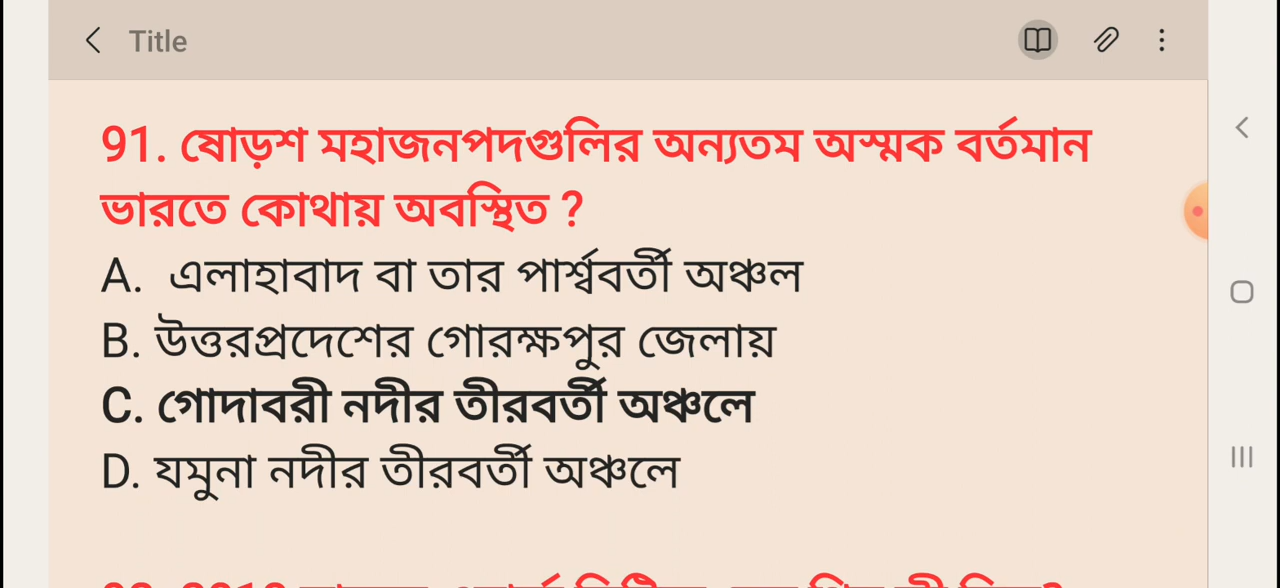 Title
91. ষোড়শ মহাজনপদগুলির অন্যতম অস্মক বর্তমান
ভারতে কোথায় অবস্থিত ?
A. এলাহাবাদ বা তার পার্শ্ববর্তী অঞ্চল
B. উত্তরপ্রদেশের গোরক্ষপুর জেলায়
C. গোদাবরী নদীর তীরবর্তী অঞ্চলে
D. যমুনা নদীর তীরবর্তী অঞ্চলে